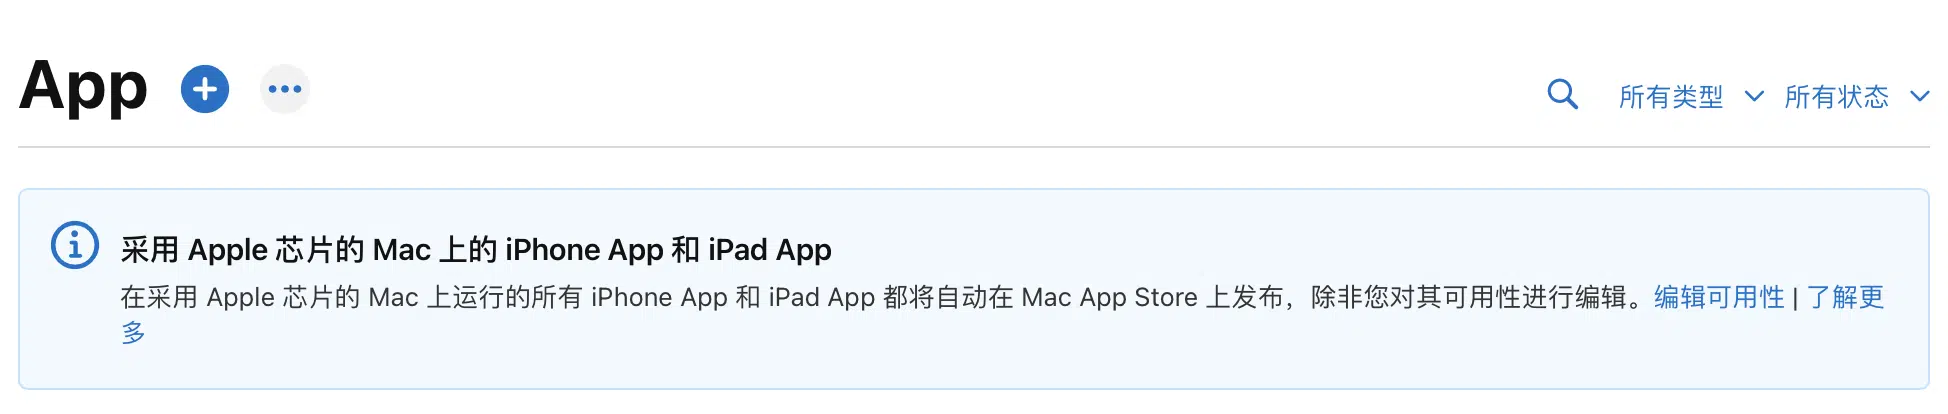 App
所有类型 所有状态
采用 Apple 芯片的 Mac 上的 iPhone App 和 iPad App
在采用 Apple 芯片的 Mac 上运行的所有 iPhone App 和 iPad App 都将自动在 Mac App Store 上发布，除非您对其可用性进行编辑。编辑可用性 | 了解更
多